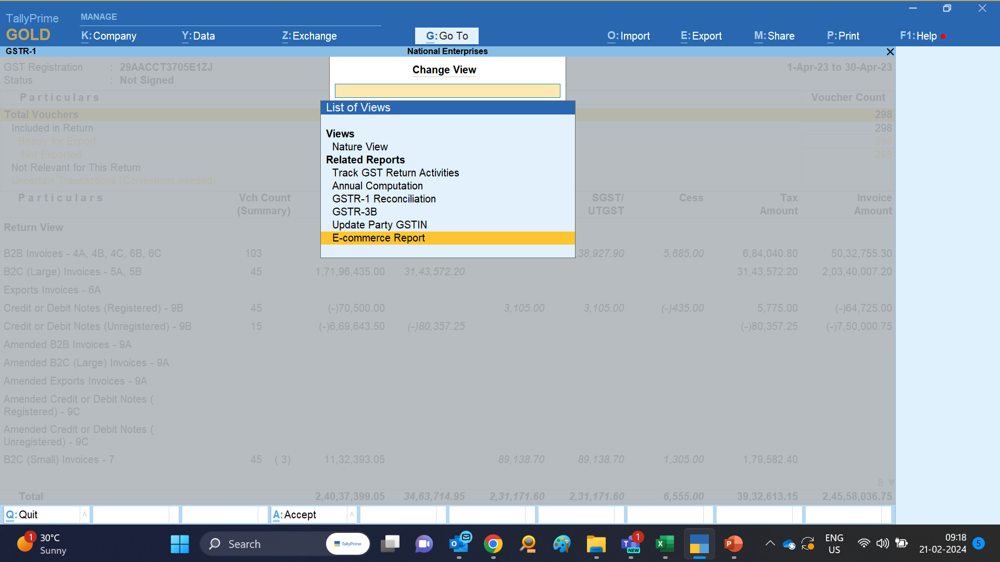 TallyPrime
GOLD
MANAGE
K:Company
Y:Data
Z:Exchange
G:Go To
O:Import
E:Export
M:Share
P:Print
F1:Help
GSTR-1
National Enterprises
GST Registration : 29AACCT3705E1ZJ
1-Apr-23 to 30-Apr-23
Status : Not Signed
Change View
Particulars
Voucher Count
List of Views
Views
Nature View
Related Reports
Track GST Return Activities
Annual Computation
GSTR-1 Reconciliation
GSTR-3B
Update Party GSTIN
E-commerce Report
Total Vouchers 298
Included in Return 298
Ready for Export 298
Not Exported 298
Not Relevant for This Return
Uncertain Transactions (Corrections needed)
Particulars Vch Count SGST/ Cess Tax Invoice
(Summary) UTGST Amount Amount
Return View
B2B Invoices - 4A, 4B, 4C, 6B, 6C 103 38,927.90 5,685.00 6,84,040.80 50,32,755.30
B2C (Large) Invoices - 5A, 5B 45 1,71,96,435.00 31,43,572.20 31,43,572.20 2,03,40,007.20
Exports Invoices - 6A
Credit or Debit Notes (Registered) - 9B 45 (-)70,500.00 3,105.00 3,105.00 (-)435.00 5,775.00 (-)64,725.00
Credit or Debit Notes (Unregistered) - 9B 15 (-)6,69,643.50 (-)80,357.25 (-)80,357.25 (-)7,50,000.75
Amended B2B Invoices - 9A
Amended B2C (Large) Invoices - 9A
Amended Exports Invoices - 9A
Amended Credit or Debit Notes (
Registered) - 9C
Amended Credit or Debit Notes (
Unregistered) - 9C
B2C (Small) Invoices - 7 45 ( 3) 11,32,393.05 89,138.70 89,138.70 1,305.00 1,79,582.40
8
Total 2,40,37,399.05 34,63,714.95 2,31,171.60 2,31,171.60 6,555.00 39,32,613.15 2,45,58,036.75
Q:Quit
A:Accept
1
30°C
Sunny
Search
TallyPrime
1
NEW
ENG
US
09:18
21-02-2024
5